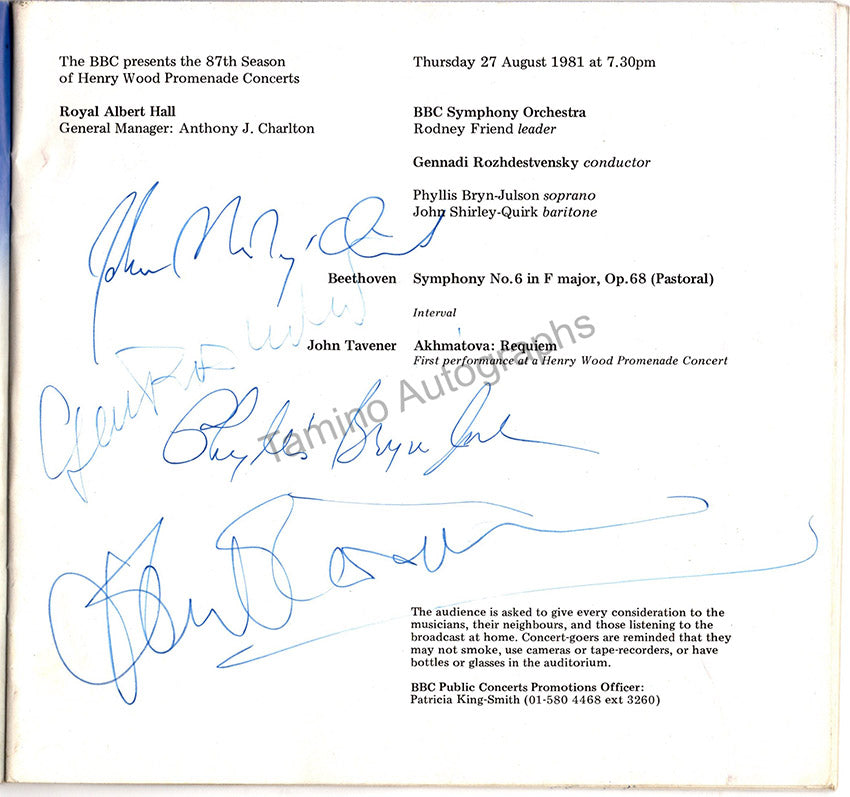 The BBC presents the 87th Season
of Henry Wood Promenade Concerts
Royal Albert Hall
General Manager: Anthony J. Charlton
Thursday 27 August 1981 at 7.30pm
BBC Symphony Orchestra
Rodney Friend leader
Gennadi Rozhdestvensky conductor
Phyllis Bryn-Julson soprano
John Shirley-Quirk baritone
Beethoven Symphony No.6 in F major, Op.68 (Pastoral)
Interval
John Tavener Akhmatova: Requiem
First performance at a Henry Wood Promenade Concert
Tamino Autographs
John
Phyllis Bryn
The audience is asked to give every consideration to the
musicians, their neighbours, and those listening to the
broadcast at home. Concert-goers are reminded that they
may not smoke, use cameras or tape-recorders, or have
bottles or glasses in the auditorium.
BBC Public Concerts Promotions Officer:
Patricia King-Smith (01-580 4468 ext 3260)